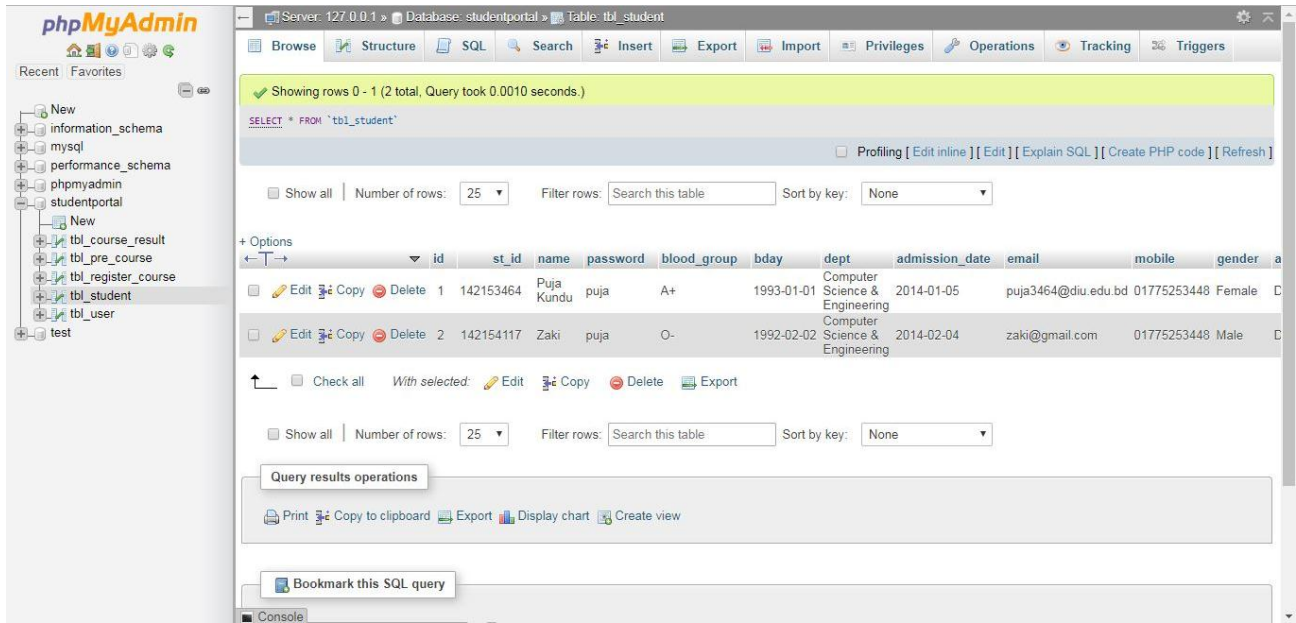 phpMyAdmin
Recent Favorites
New
information_schema
mysql
performance_schema
phpmyadmin
studentportal
New
tbl_course_result
tbl_pre_course
tbl_register_course
tbl_student
tbl_user
test
Server: 127.0.0.1 » Database: studentportal » Table: tbl_student
Browse Structure SQL Search Insert Export Import Privileges Operations Tracking Triggers
Showing rows 0 - 1 (2 total, Query took 0.0010 seconds.)
SELECT * FROM `tbl_student`
Profiling [ Edit inline ] [ Edit ] [ Explain SQL ] [ Create PHP code ] [ Refresh ]
Show all | Number of rows: 25 Filter rows: Search this table Sort by key: None
+ Options
←T→ id st_id name password blood_group bday dept admission_date email mobile gender a
Edit Copy Delete 1 142153464 Puja Kundu puja A+ 1993-01-01 Computer Science & Engineering 2014-01-05 puja3464@diu.edu.bd 01775253448 Female D
Edit Copy Delete 2 142154117 Zaki puja O- 1992-02-02 Computer Science & Engineering 2014-02-04 zaki@gmail.com 01775253448 Male D
Check all With selected: Edit Copy Delete Export
Show all | Number of rows: 25 Filter rows: Search this table Sort by key: None
Query results operations
Print Copy to clipboard Export Display chart Create view
Bookmark this SQL query
Console